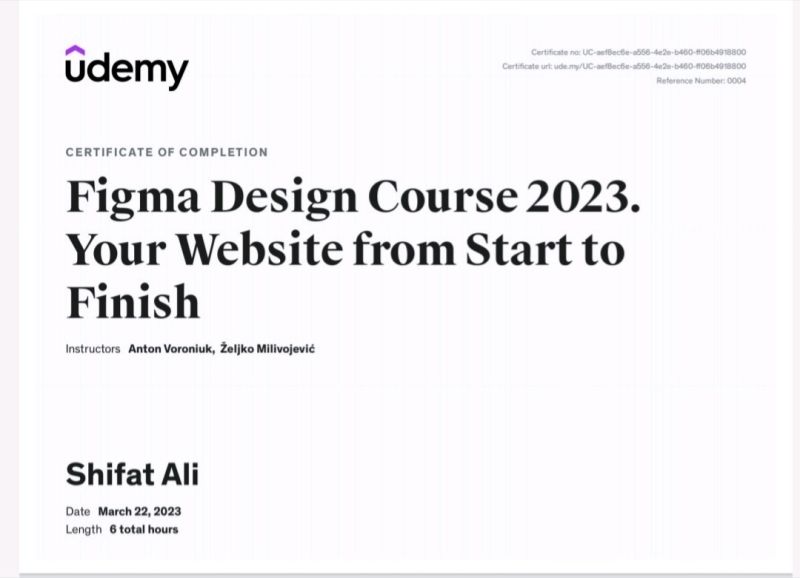 udemy
Certificate no: UC-aef8ec6e-a556-4e2e-b460-ff06b4918800
Certificate url: ude.my/UC-aef8ec6e-a556-4e2e-b460-ff06b4918800
Reference Number: 0004
CERTIFICATE OF COMPLETION
Figma Design Course 2023.
Your Website from Start to
Finish
Instructors Anton Voroniuk, Željko Milivojević
Shifat Ali
Date March 22, 2023
Length 6 total hours